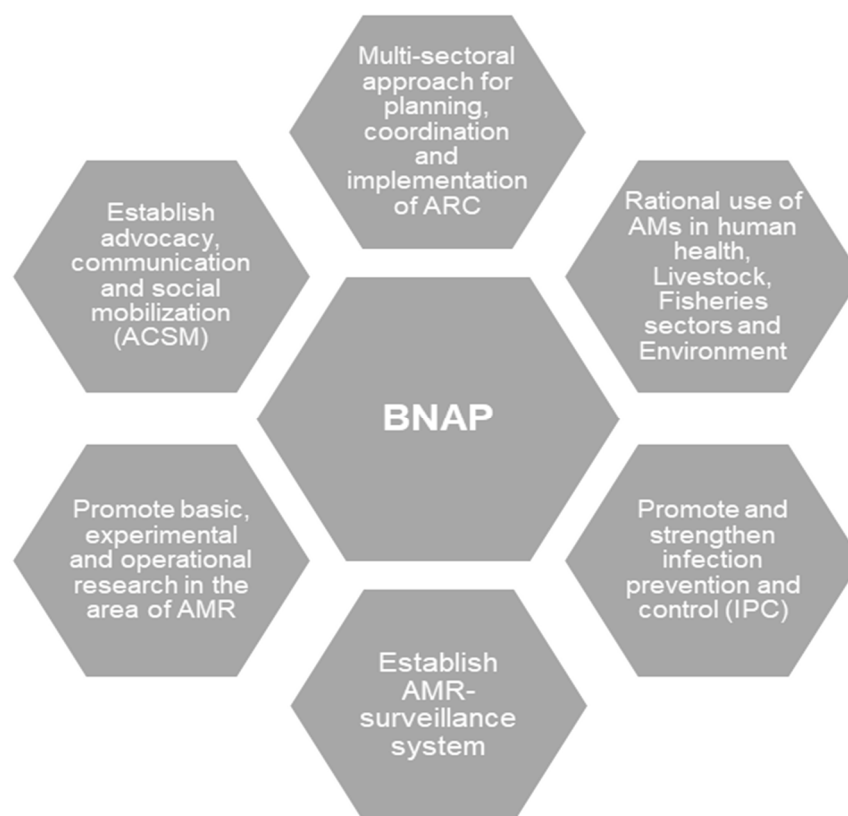 Multi-sectoral
approach for
planning,
coordination
and
implementation
of ARC
Rational use of
AMs in human
health,
Livestock,
Fisheries
sectors and
Environment
Promote and
strengthen
infection
prevention and
control (IPC)
Establish
AMR-
surveillance
system
Promote basic,
experimental
and operational
research in the
area of AMR
Establish
advocacy,
communication
and social
mobilization
(ACSM)
BNAP